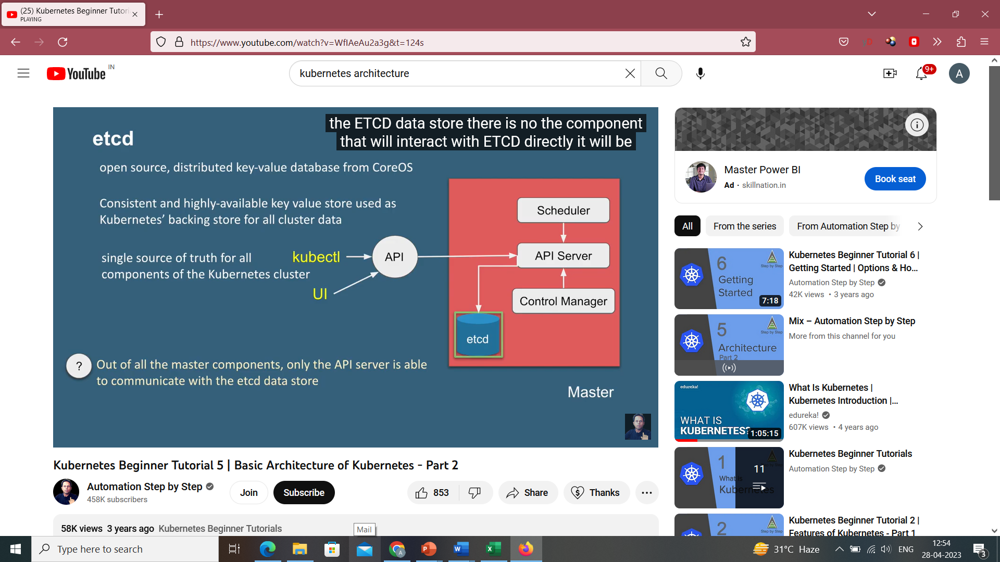 (25) Kubernetes Beginner Tutori
PLAYING
https://www.youtube.com/watch?v=WfIAeAu2a3g&t=124s
YouTube IN
kubernetes architecture
9+
A
etcd
the ETCD data store there is no the component
that will interact with ETCD directly it will be
open source, distributed key-value database from CoreOS
Consistent and highly-available key value store used as
Kubernetes' backing store for all cluster data
single source of truth for all
components of the Kubernetes cluster
kubectl
UI
API
Scheduler
API Server
Control Manager
etcd
? Out of all the master components, only the API server is able
to communicate with the etcd data store
Master
Kubernetes Beginner Tutorial 5 | Basic Architecture of Kubernetes - Part 2
Automation Step by Step
458K subscribers
Join
Subscribe
853
Share
Thanks
58K views 3 years ago Kubernetes Beginner Tutorials
Mail
Master Power BI
Ad · skillnation.in
Book seat
All
From the series
From Automation Step by
6
Getting
Started
Step by Step
7:18
Kubernetes Beginner Tutorial 6 |
Getting Started | Options & Ho...
Automation Step by Step
42K views • 3 years ago
5
Architecture
Part 2
Step by Step
Mix – Automation Step by Step
More from this channel for you
edureka!
WHAT IS
KUBERNETES?
1:05:15
What Is Kubernetes |
Kubernetes Introduction |...
edureka!
607K views • 4 years ago
1
What is
Kubernetes
11
Kubernetes Beginner Tutorials
Automation Step by Step
2
Step by Step
Kubernetes Beginner Tutorial 2 |
Features of Kubernetes - Part 1
Type here to search
31°C Haze
ENG
12:54
28-04-2023
3